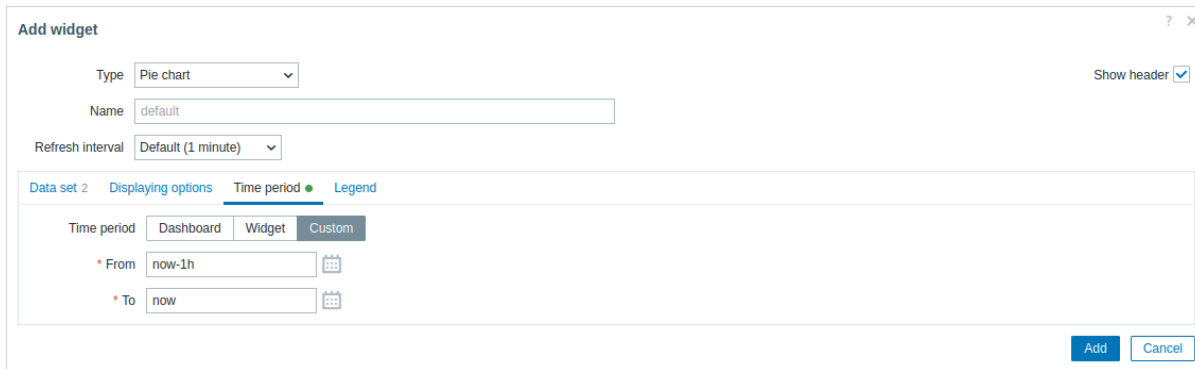 Add widget ?
Type Pie chart Show header
Name default
Refresh interval Default (1 minute)
Data set 2 Displaying options Time period Legend
Time period Dashboard Widget Custom
* From now-1h
* To now
Add Cancel